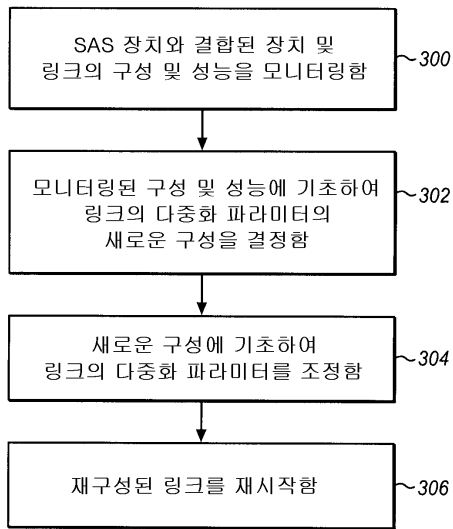 SAS 장치와 결합된 장치 및
링크의 구성 및 성능을 모니터링함
300
모니터링된 구성 및 성능에 기초하여
링크의 다중화 파라미터의
새로운 구성을 결정함
302
새로운 구성에 기초하여
링크의 다중화 파라미터를 조정함
304
재구성된 링크를 재시작함
306